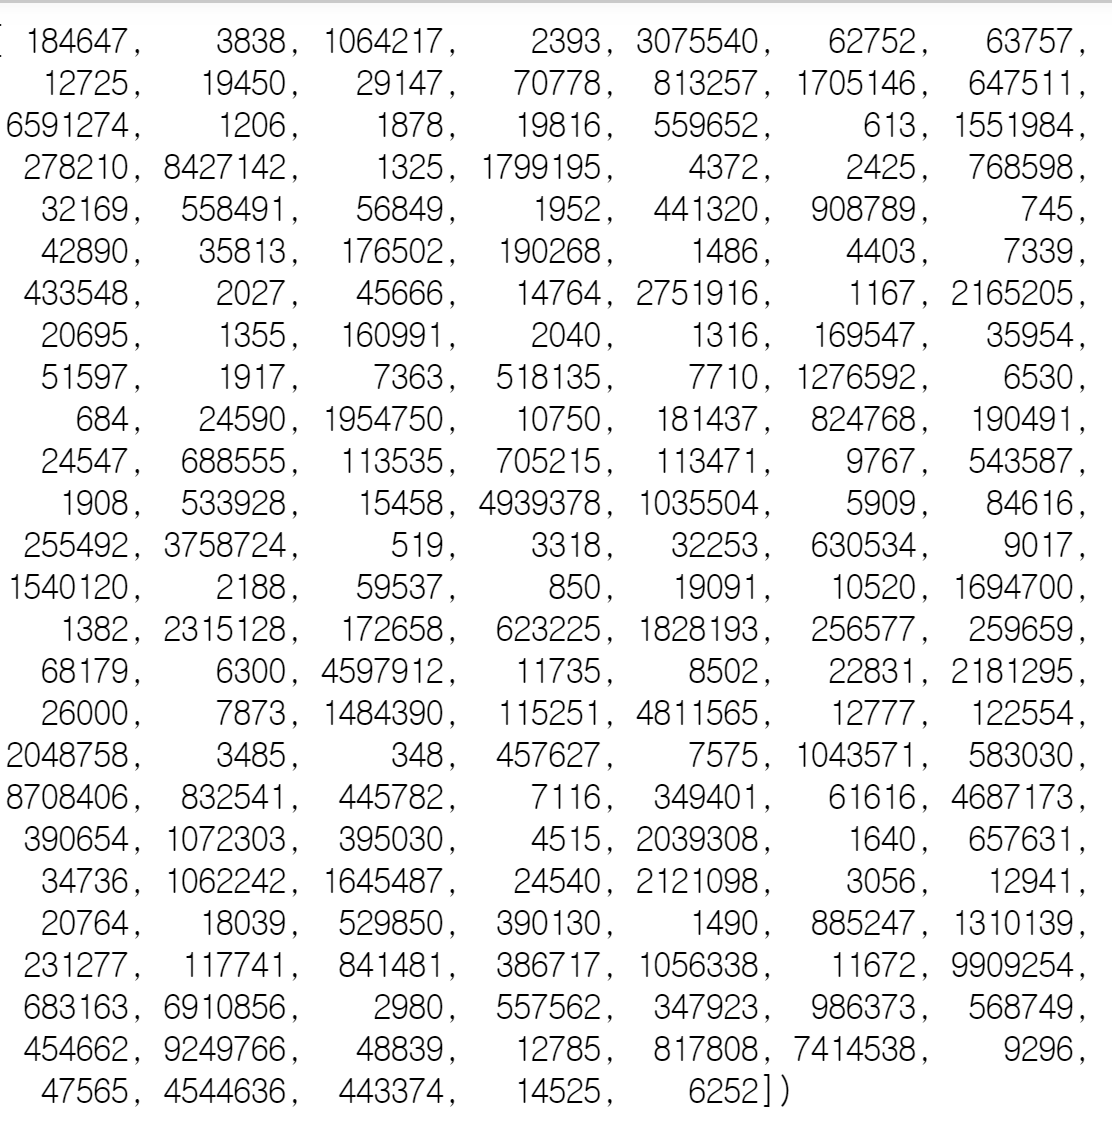 [ 184647, 3838, 1064217, 2393, 3075540, 62752, 63757,
12725, 19450, 29147, 70778, 813257, 1705146, 647511,
6591274, 1206, 1878, 19816, 559652, 613, 1551984,
278210, 8427142, 1325, 1799195, 4372, 2425, 768598,
32169, 558491, 56849, 1952, 441320, 908789, 745,
42890, 35813, 176502, 190268, 1486, 4403, 7339,
433548, 2027, 45666, 14764, 2751916, 1167, 2165205,
20695, 1355, 160991, 2040, 1316, 169547, 35954,
51597, 1917, 7363, 518135, 7710, 1276592, 6530,
684, 24590, 1954750, 10750, 181437, 824768, 190491,
24547, 688555, 113535, 705215, 113471, 9767, 543587,
1908, 533928, 15458, 4939378, 1035504, 5909, 84616,
255492, 3758724, 519, 3318, 32253, 630534, 9017,
1540120, 2188, 59537, 850, 19091, 10520, 1694700,
1382, 2315128, 172658, 623225, 1828193, 256577, 259659,
68179, 6300, 4597912, 11735, 8502, 22831, 2181295,
26000, 7873, 1484390, 115251, 4811565, 12777, 122554,
2048758, 3485, 348, 457627, 7575, 1043571, 583030,
8708406, 832541, 445782, 7116, 349401, 61616, 4687173,
390654, 1072303, 395030, 4515, 2039308, 1640, 657631,
34736, 1062242, 1645487, 24540, 2121098, 3056, 12941,
20764, 18039, 529850, 390130, 1490, 885247, 1310139,
231277, 117741, 841481, 386717, 1056338, 11672, 9909254,
683163, 6910856, 2980, 557562, 347923, 986373, 568749,
454662, 9249766, 48839, 12785, 817808, 7414538, 9296,
47565, 4544636, 443374, 14525, 6252])